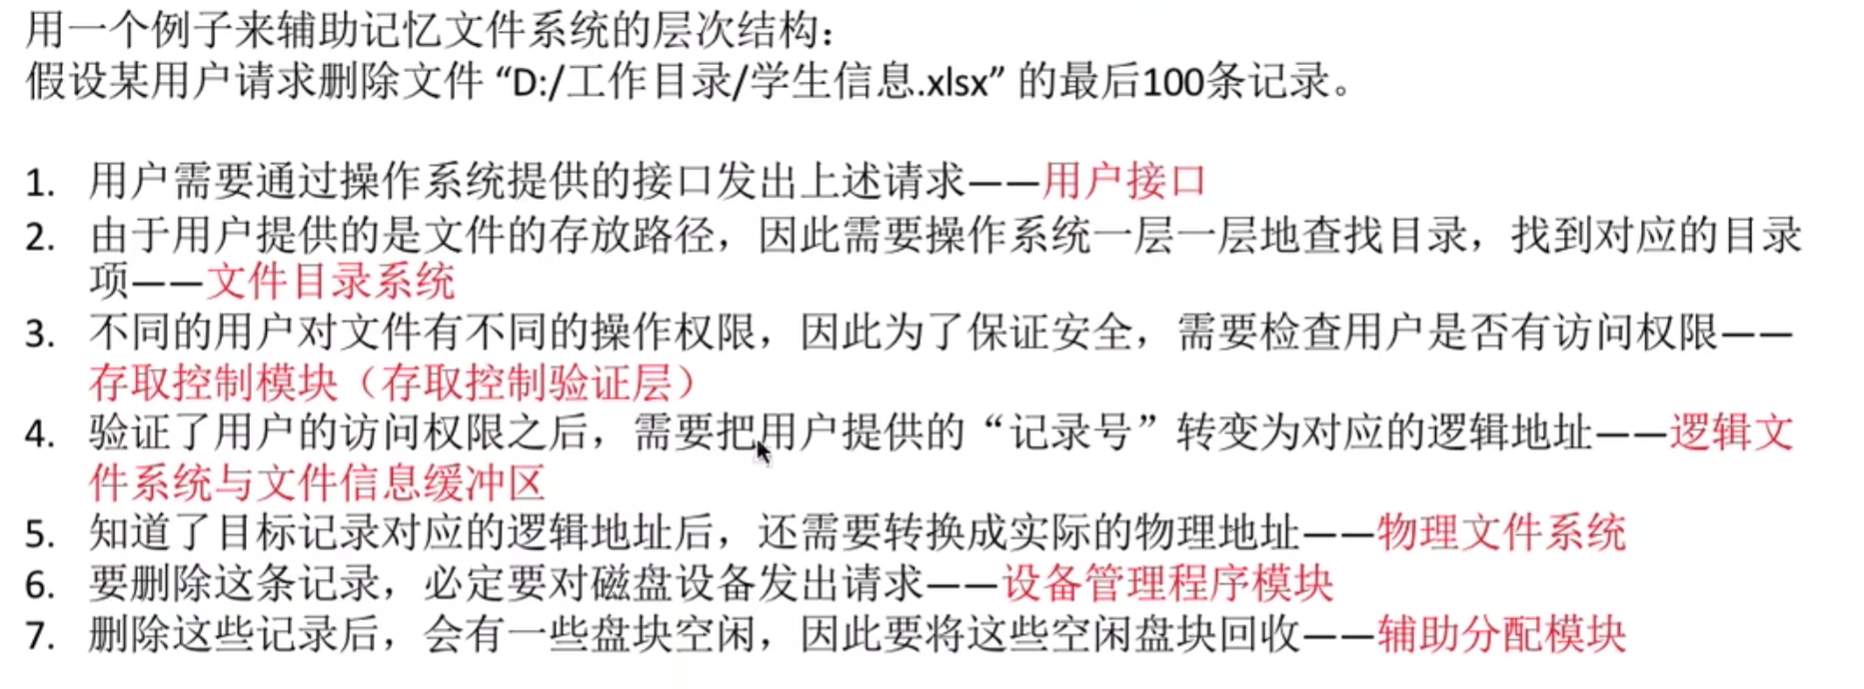 用一个例子来辅助记忆文件系统的层次结构：
假设某用户请求删除文件 “D:/工作目录/学生信息.xlsx” 的最后100条记录。
1. 用户需要通过操作系统提供的接口发出上述请求——用户接口
2. 由于用户提供的是文件的存放路径，因此需要操作系统一层一层地查找目录，找到对应的目录
项——文件目录系统
3. 不同的用户对文件有不同的操作权限，因此为了保证安全，需要检查用户是否有访问权限——
存取控制模块（存取控制验证层）
4. 验证了用户的访问权限之后，需要把用户提供的“记录号”转变为对应的逻辑地址——逻辑文
件系统与文件信息缓冲区
5. 知道了目标记录对应的逻辑地址后，还需要转换成实际的物理地址——物理文件系统
6. 要删除这条记录，必定要对磁盘设备发出请求——设备管理程序模块
7. 删除这些记录后，会有一些盘块空闲，因此要将这些空闲盘块回收——辅助分配模块